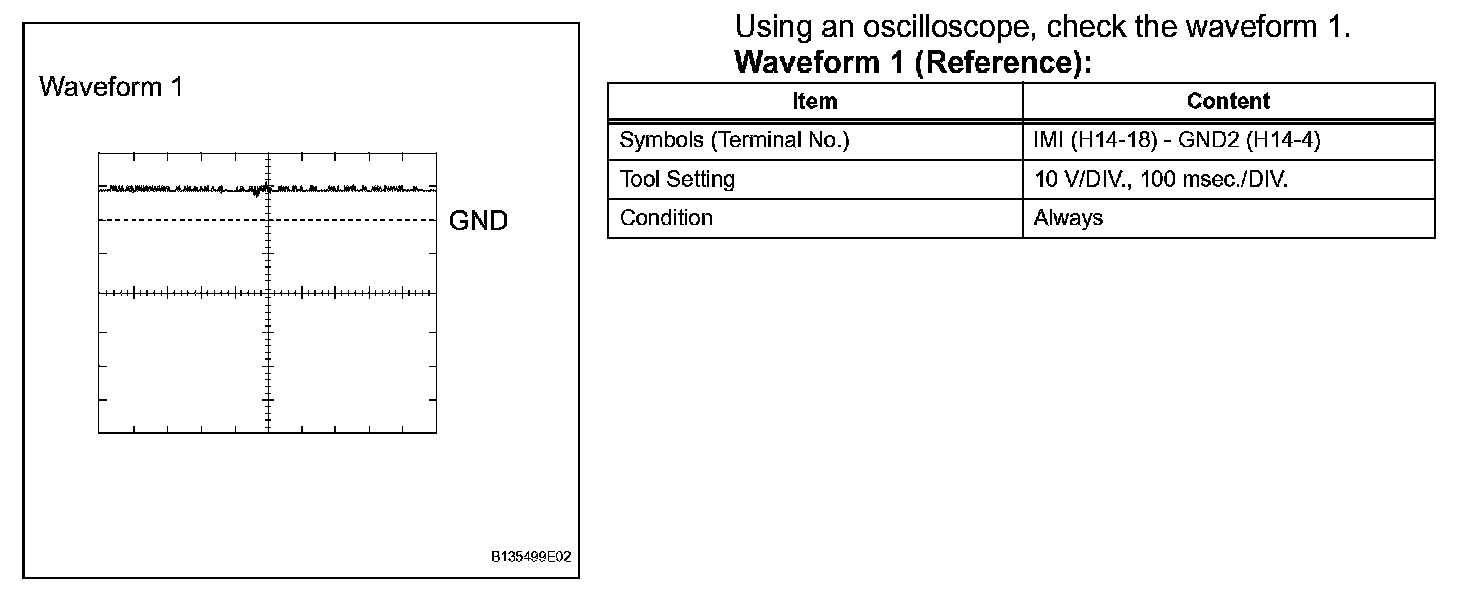 Using an oscilloscope, check the waveform 1.
Waveform 1 (Reference):
Waveform 1
GND
B135499E02
Item Content
Symbols (Terminal No.) IMI (H14-18) - GND2 (H14-4)
Tool Setting 10 V/DIV., 100 msec./DIV.
Condition Always